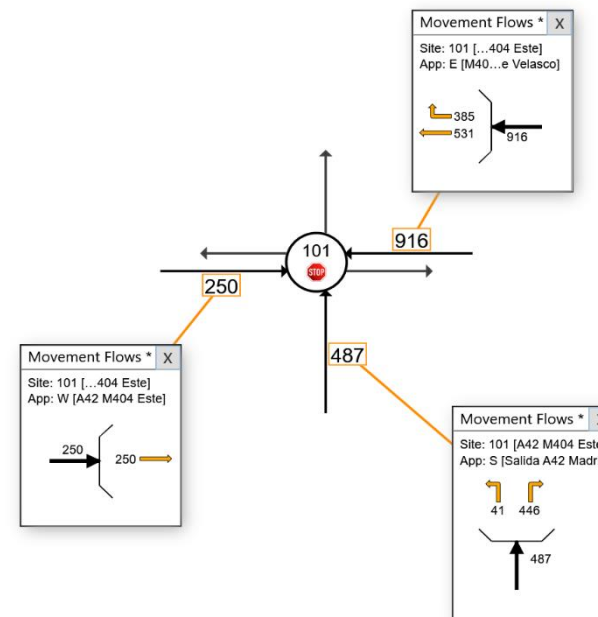 Movement Flows * X
Site: 101 [...404 Este]
App: E [M40...e Velasco]
385
531
916
101
STOP
916
250
487
Movement Flows * X
Site: 101 [...404 Este]
App: W [A42 M404 Este]
250
250
Movement Flows *
Site: 101 [A42 M404 Este
App: S [Salida A42 Madr
41 446
487